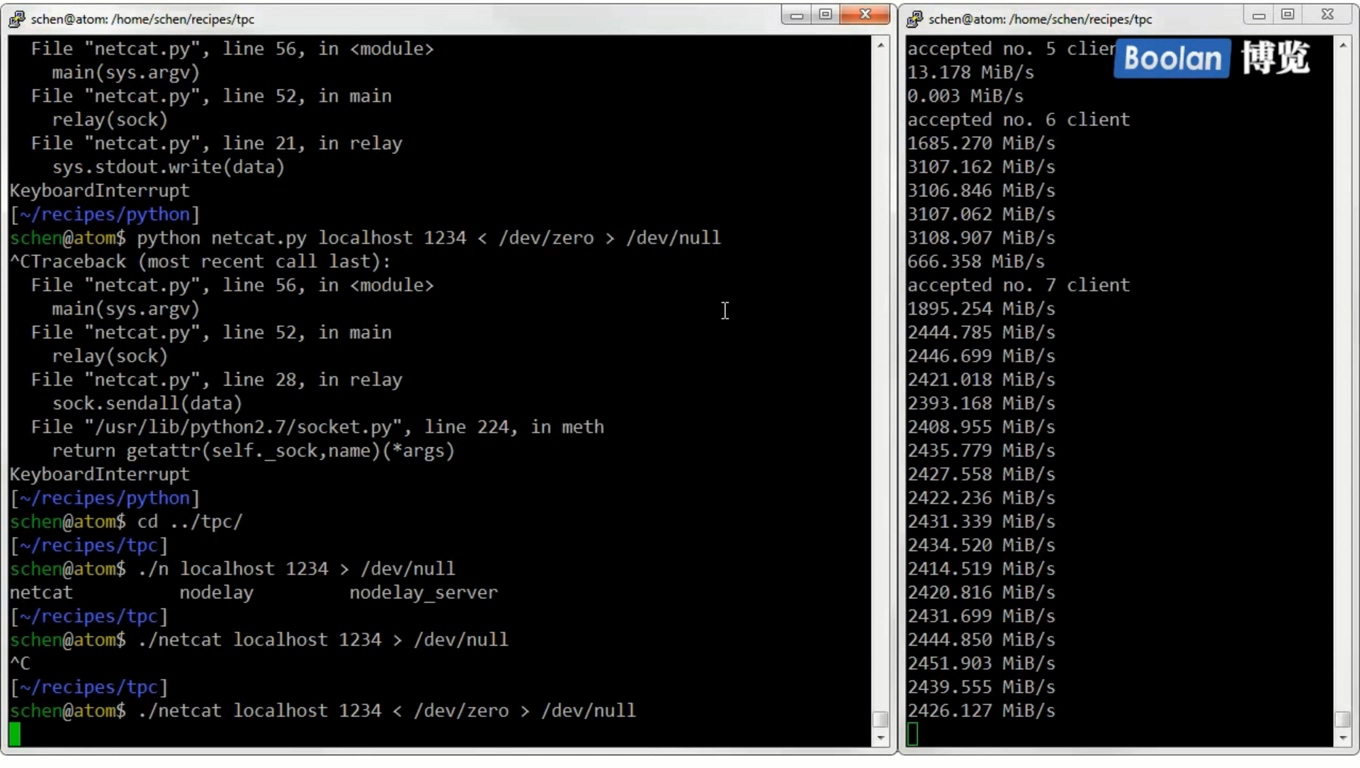 schen@atom: /home/schen/recipes/tpc
File "netcat.py", line 56, in <module>
main(sys.argv)
File "netcat.py", line 52, in main
relay(sock)
File "netcat.py", line 21, in relay
sys.stdout.write(data)
KeyboardInterrupt
[~/recipes/python]
schen@atom$ python netcat.py localhost 1234 < /dev/zero > /dev/null
^CTraceback (most recent call last):
File "netcat.py", line 56, in <module>
main(sys.argv)
File "netcat.py", line 52, in main
relay(sock)
File "netcat.py", line 28, in relay
sock.sendall(data)
File "/usr/lib/python2.7/socket.py", line 224, in meth
return getattr(self._sock,name)(*args)
KeyboardInterrupt
[~/recipes/python]
schen@atom$ cd ../tpc/
[~/recipes/tpc]
schen@atom$ ./n localhost 1234 > /dev/null
netcat nodelay nodelay_server
[~/recipes/tpc]
schen@atom$ ./netcat localhost 1234 > /dev/null
^C
[~/recipes/tpc]
schen@atom$ ./netcat localhost 1234 < /dev/zero > /dev/null
schen@atom: /home/schen/recipes/tpc
Boolan 博览
accepted no. 5
13.178 MiB/s
0.003 MiB/s
accepted no. 6 client
1685.270 MiB/s
3107.162 MiB/s
3106.846 MiB/s
3107.062 MiB/s
3108.907 MiB/s
666.358 MiB/s
accepted no. 7 client
1895.254 MiB/s
2444.785 MiB/s
2446.699 MiB/s
2421.018 MiB/s
2393.168 MiB/s
2408.955 MiB/s
2435.779 MiB/s
2427.558 MiB/s
2422.236 MiB/s
2431.339 MiB/s
2434.520 MiB/s
2414.519 MiB/s
2420.816 MiB/s
2431.699 MiB/s
2444.850 MiB/s
2451.903 MiB/s
2439.555 MiB/s
2426.127 MiB/s